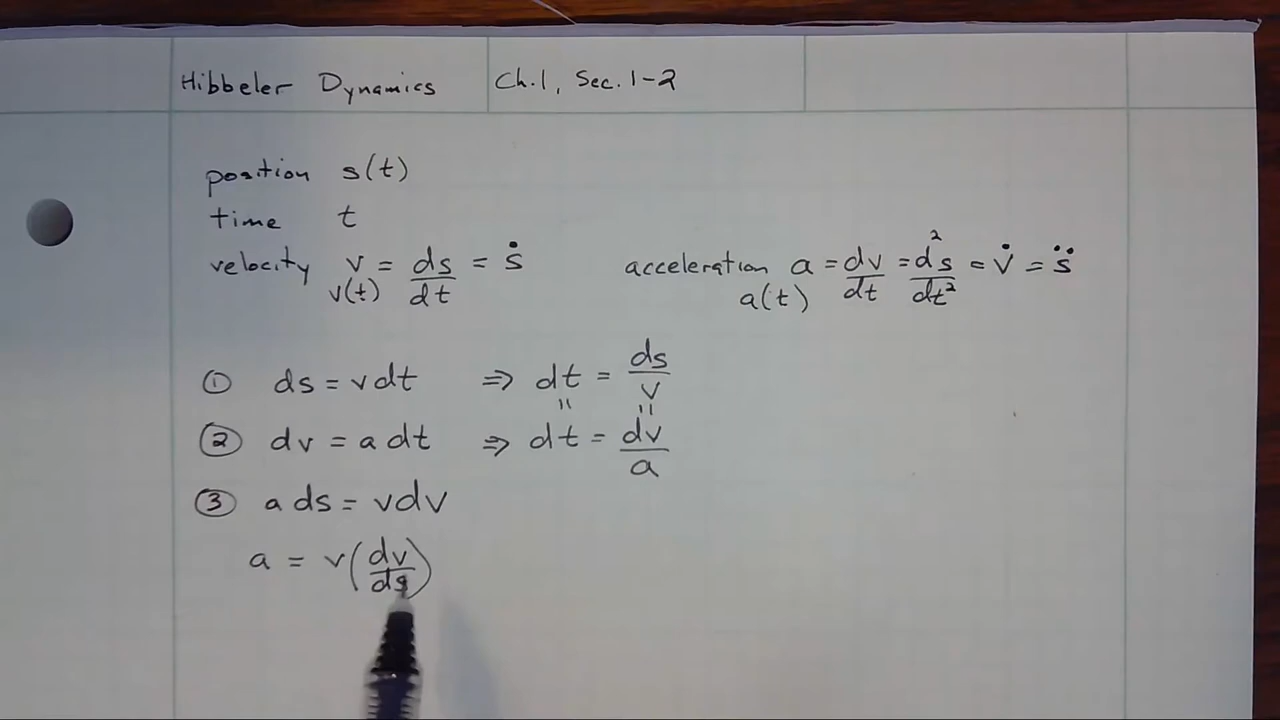 Hibbeler Dynamics Ch.1, Sec. 1-2
position s(t)
time t
velocity v = ds/dt = ṡ acceleration a = dv/dt = d²s/dt² = v̇ = s̈
v(t) a(t)
① ds = v dt ⇒ dt = ds/v
" "
② dv = a dt ⇒ dt = dv/a
③ a ds = v dv
a = v(dv/ds)